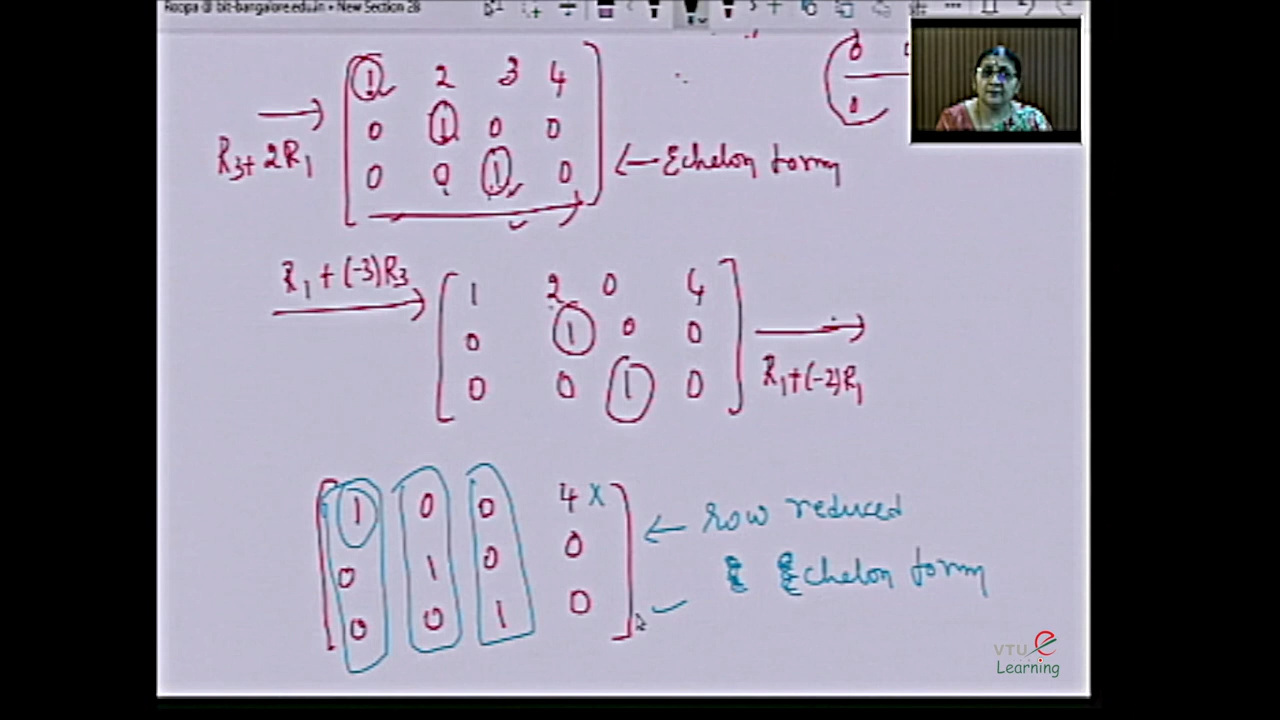 Roopa @ bit-bangalore.edu.in • New Section 28
1 2 3 4
R3+ 2R1
0 1 0 0
0 0 1 0
← Echelon form
R1 + (-3)R3
1 2 0 4
0 1 0 0
0 0 1 0
R1+(-2)R1
1 0 0 4 x
0 1 0 0
0 0 1 0
← row reduced
Echelon form
VTU e
Learning